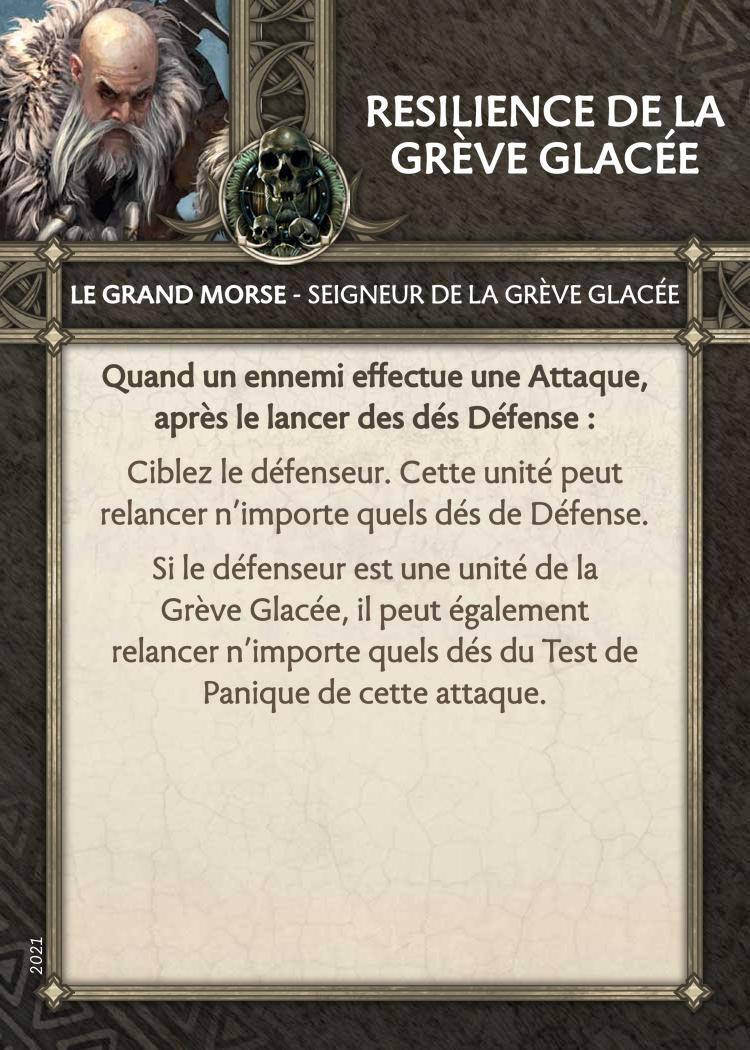 RESILIENCE DE LA
GRÈVE GLACÉE
LE GRAND MORSE - SEIGNEUR DE LA GRÈVE GLACÉE
Quand un ennemi effectue une Attaque,
après le lancer des dés Défense :
Ciblez le défenseur. Cette unité peut
relancer n'importe quels dés de Défense.
Si le défenseur est une unité de la
Grève Glacée, il peut également
relancer n'importe quels dés du Test de
Panique de cette attaque.
2021